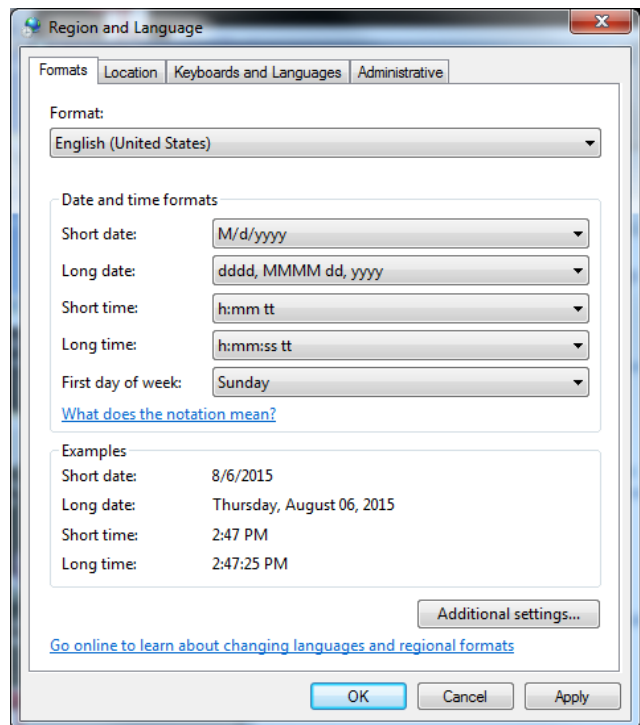 Region and Language
Formats Location Keyboards and Languages Administrative
Format:
English (United States)
Date and time formats
Short date: M/d/yyyy
Long date: dddd, MMMM dd, yyyy
Short time: h:mm tt
Long time: h:mm:ss tt
First day of week: Sunday
What does the notation mean?
Examples
Short date: 8/6/2015
Long date: Thursday, August 06, 2015
Short time: 2:47 PM
Long time: 2:47:25 PM
Additional settings...
Go online to learn about changing languages and regional formats
OK Cancel Apply